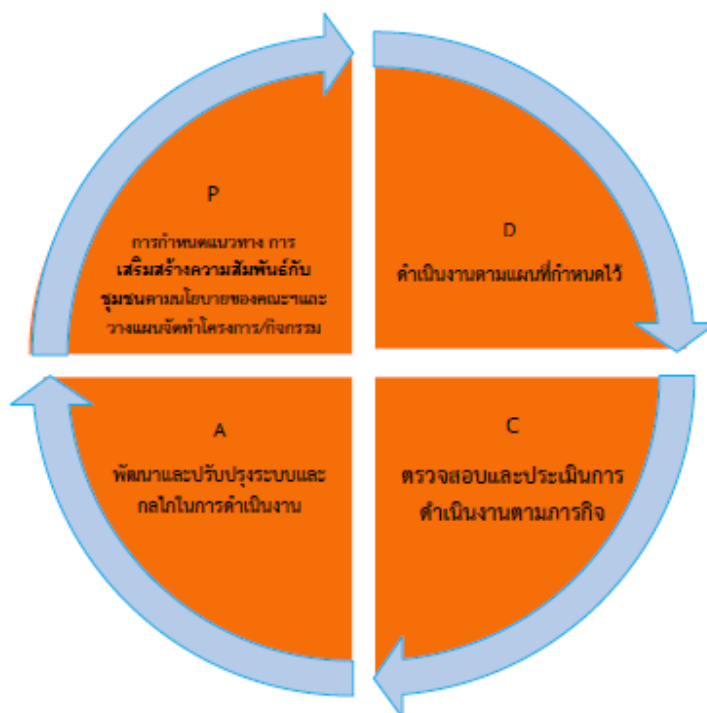 P
การกำหนดแนวทาง การ
เสริมสร้างความสัมพันธ์กับ
ชุมชนตามนโยบายของคณะฯและ
วางแผนจัดทำโครงการ/กิจกรรม
D
ดำเนินงานตามแผนที่กำหนดไว้
C
ตรวจสอบและประเมินการ
ดำเนินงานตามภารกิจ
A
พัฒนาและปรับปรุงระบบและ
กลไกในการดำเนินงาน